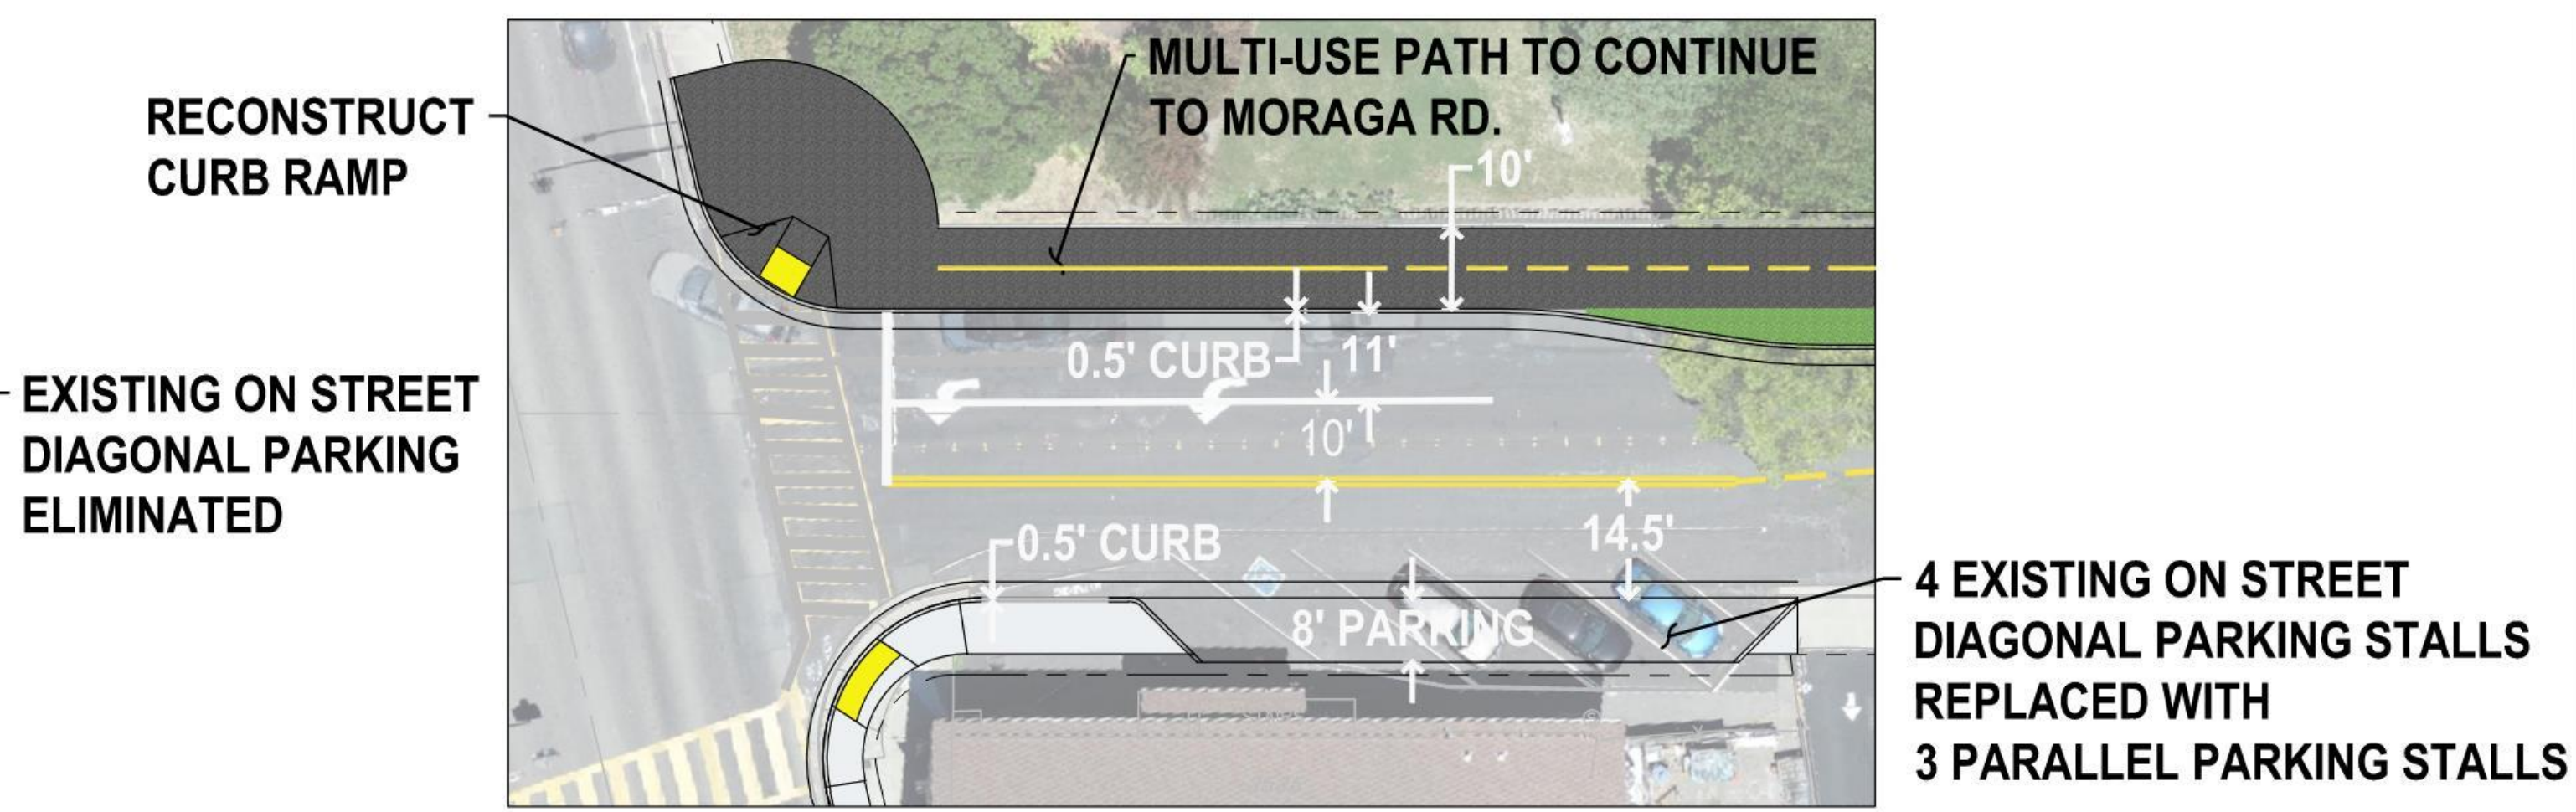 RECONSTRUCT
CURB RAMP
MULTI-USE PATH TO CONTINUE
TO MORAGA RD.
10'
0.5' CURB
11'
10'
EXISTING ON STREET
DIAGONAL PARKING
ELIMINATED
0.5' CURB
14.5'
8' PARKING
4 EXISTING ON STREET
DIAGONAL PARKING STALLS
REPLACED WITH
3 PARALLEL PARKING STALLS